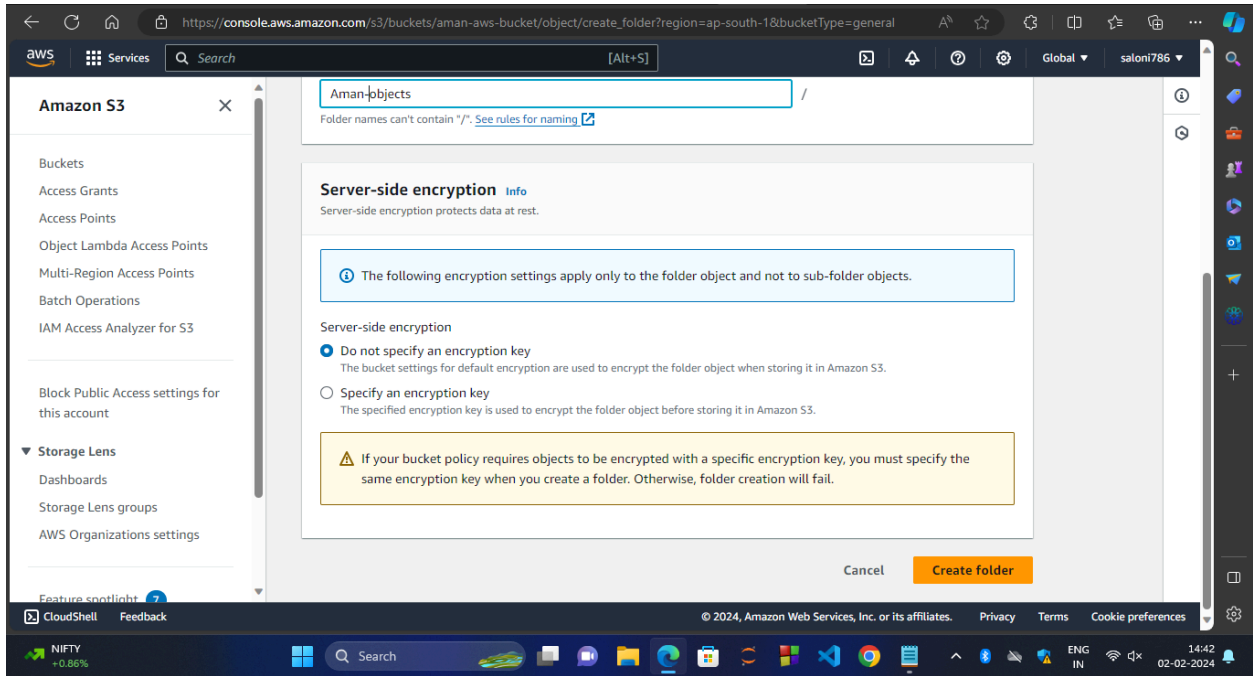 https://console.aws.amazon.com/s3/buckets/aman-aws-bucket/object/create_folder?region=ap-south-1&bucketType=general
aws
Services
Search
[Alt+S]
Global
saloni786
Amazon S3
Buckets
Access Grants
Access Points
Object Lambda Access Points
Multi-Region Access Points
Batch Operations
IAM Access Analyzer for S3
Block Public Access settings for
this account
Storage Lens
Dashboards
Storage Lens groups
AWS Organizations settings
Feature spotlight 7
Aman-objects /
Folder names can't contain "/". See rules for naming
Server-side encryption Info
Server-side encryption protects data at rest.
The following encryption settings apply only to the folder object and not to sub-folder objects.
Server-side encryption
Do not specify an encryption key
The bucket settings for default encryption are used to encrypt the folder object when storing it in Amazon S3.
Specify an encryption key
The specified encryption key is used to encrypt the folder object before storing it in Amazon S3.
If your bucket policy requires objects to be encrypted with a specific encryption key, you must specify the
same encryption key when you create a folder. Otherwise, folder creation will fail.
Cancel
Create folder
CloudShell
Feedback
© 2024, Amazon Web Services, Inc. or its affiliates.
Privacy
Terms
Cookie preferences
NIFTY
+0.86%
Search
ENG
IN
14:42
02-02-2024